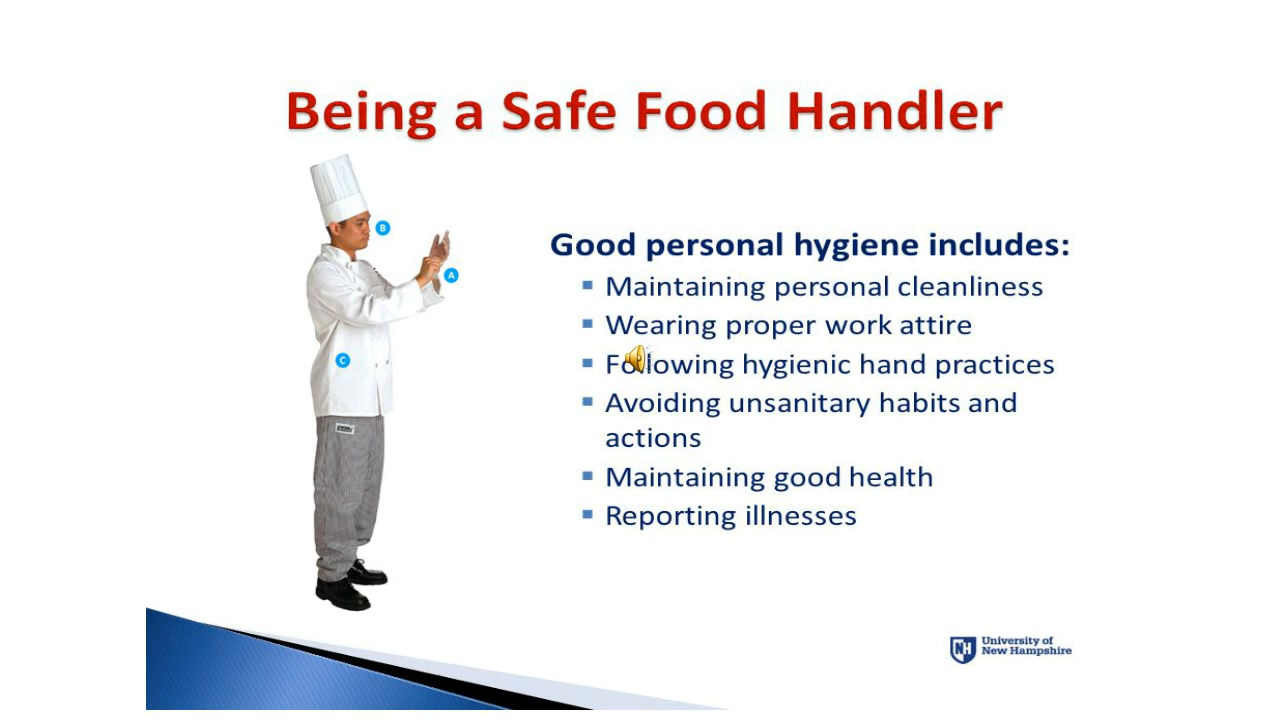 Being a Safe Food Handler
B
A
C
Good personal hygiene includes:
Maintaining personal cleanliness
Wearing proper work attire
Following hygienic hand practices
Avoiding unsanitary habits and
actions
Maintaining good health
Reporting illnesses
University of
New Hampshire